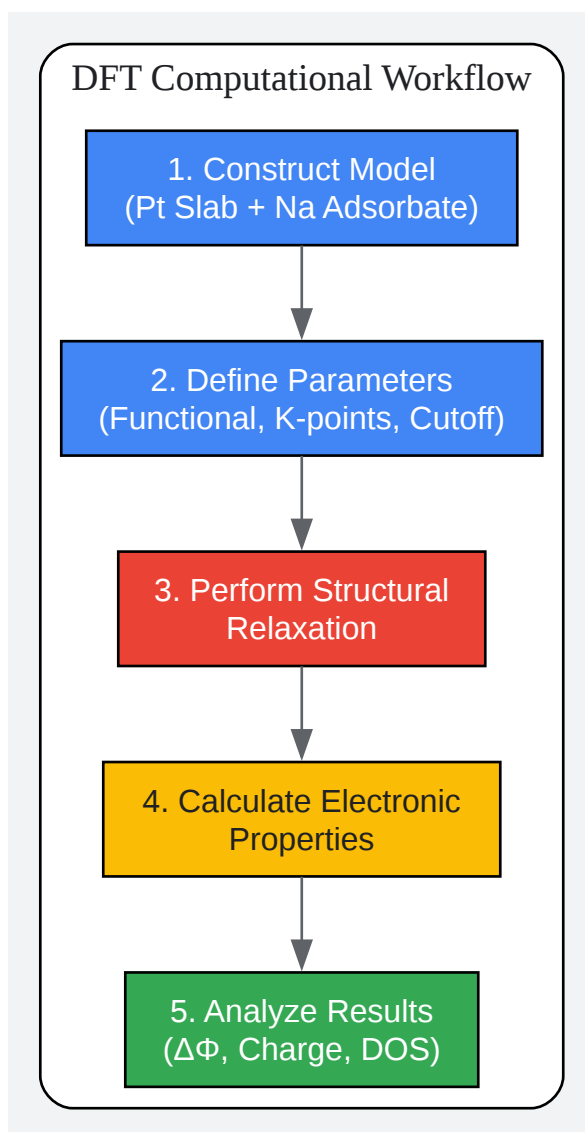 DFT Computational Workflow
1. Construct Model
(Pt Slab + Na Adsorbate)
2. Define Parameters
(Functional, K-points, Cutoff)
3. Perform Structural
Relaxation
4. Calculate Electronic
Properties
5. Analyze Results
(ΔΦ, Charge, DOS)